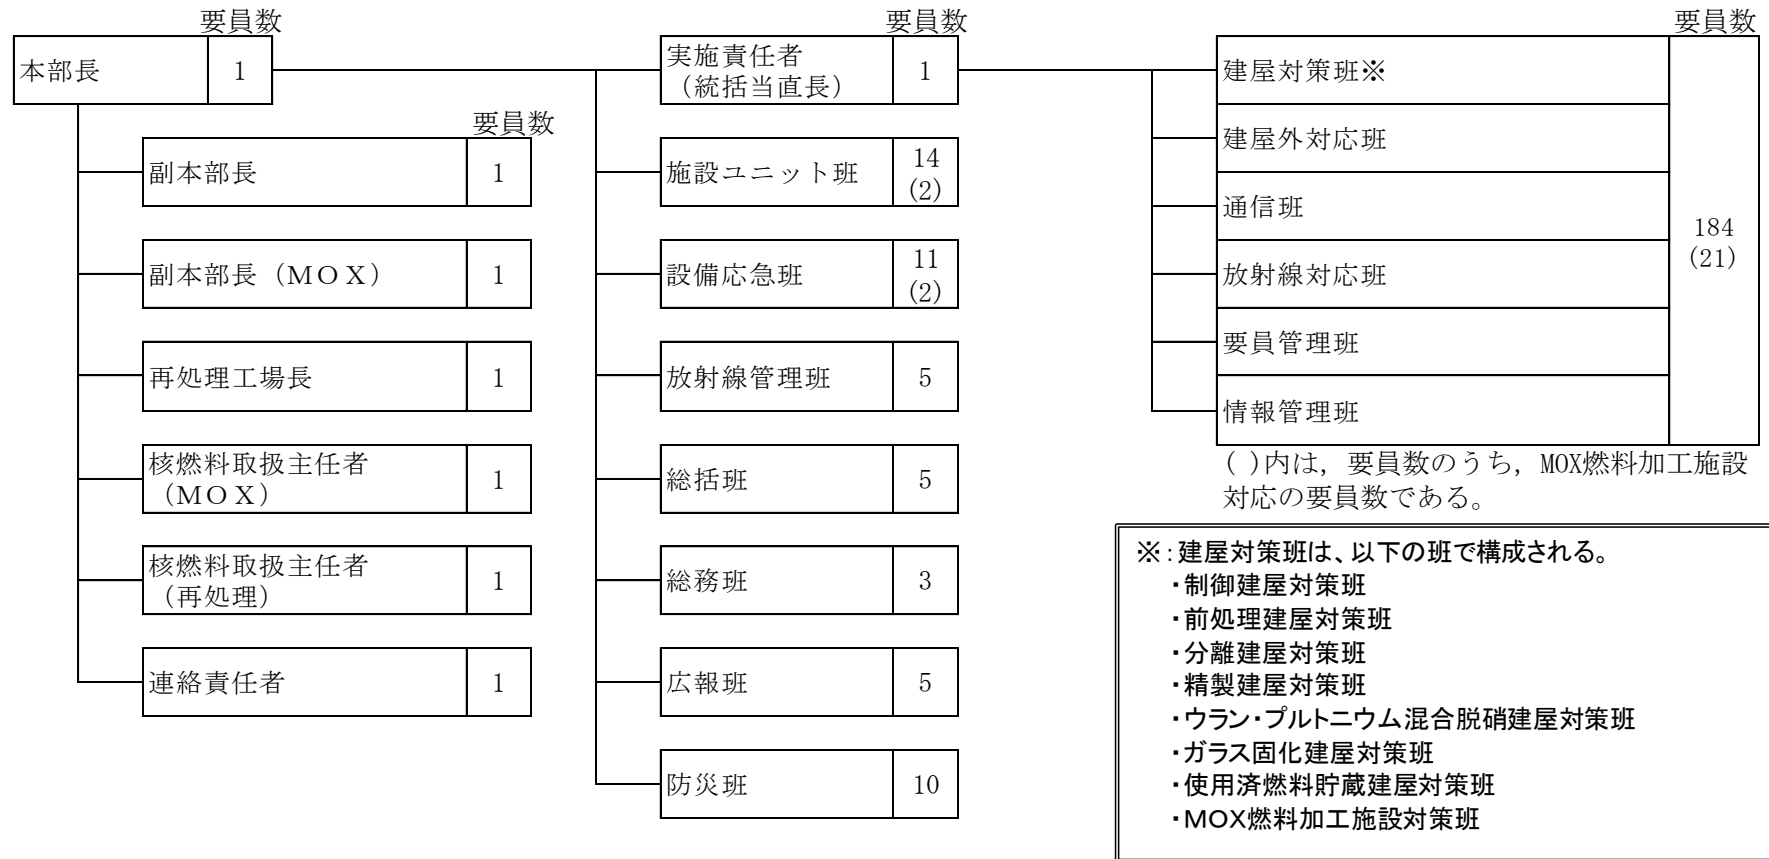 要員数
本部長 1
要員数
副本部長 1
副本部長（ＭＯＸ） 1
再処理工場長 1
核燃料取扱主任者
（ＭＯＸ） 1
核燃料取扱主任者
（再処理） 1
連絡責任者 1
要員数
実施責任者
（統括当直長） 1
施設ユニット班 14
(2)
設備応急班 11
(2)
放射線管理班 5
総括班 5
総務班 3
広報班 5
防災班 10
要員数
建屋対策班※
建屋外対応班
通信班
放射線対応班
要員管理班
情報管理班
184
(21)
( )内は，要員数のうち，MOX燃料加工施設
対応の要員数である。
※：建屋対策班は、以下の班で構成される。
・制御建屋対策班
・前処理建屋対策班
・分離建屋対策班
・精製建屋対策班
・ウラン・プルトニウム混合脱硝建屋対策班
・ガラス固化建屋対策班
・使用済燃料貯蔵建屋対策班
・ＭＯＸ燃料加工施設対策班